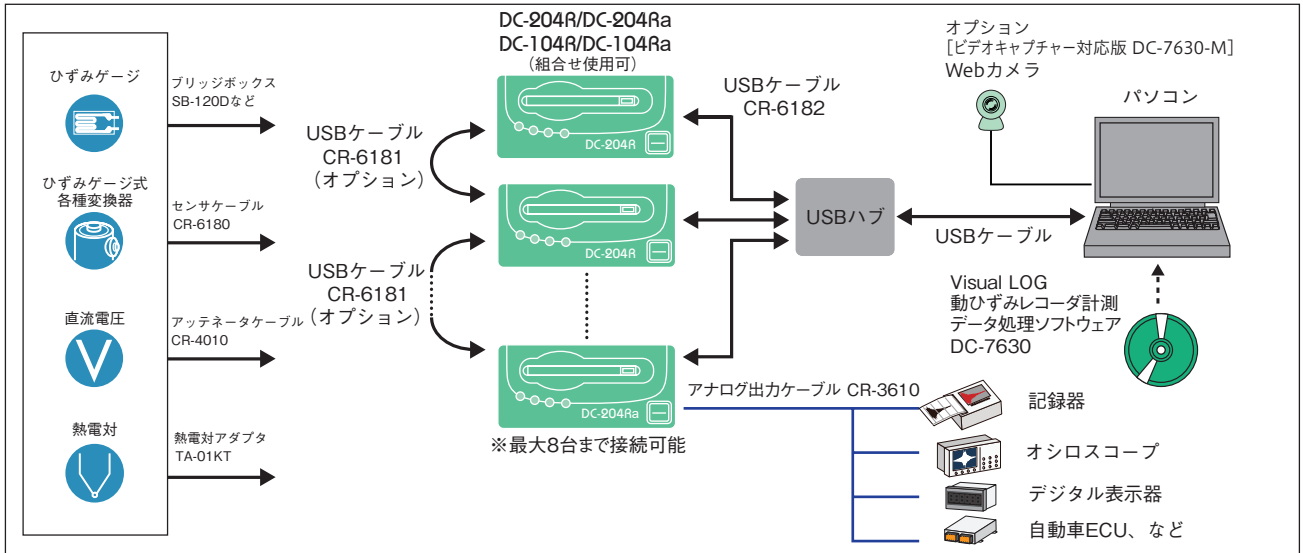 ひずみゲージ
ブリッジボックス
SB-120Dなど
ひずみゲージ式
各種変換器
センサケーブル
CR-6180
直流電圧
アッテネータケーブル
CR-4010
V
熱電対
熱電対アダプタ
TA-01KT
DC-204R/DC-204Ra
DC-104R/DC-104Ra
(組合せ使用可)
USBケーブル
CR-6181
(オプション)
DC-204R
DC-204R
USBケーブル
CR-6181
(オプション)
DC-204Ra
※最大8台まで接続可能
USBケーブル
CR-6182
USBハブ
USBケーブル
オプション
[ビデオキャプチャー対応版 DC-7630-M]
Webカメラ
パソコン
Visual LOG
動ひずみレコーダ計測
データ処理ソフトウェア
DC-7630
アナログ出力ケーブル CR-3610
記録器
オシロスコープ
デジタル表示器
自動車ECU、など